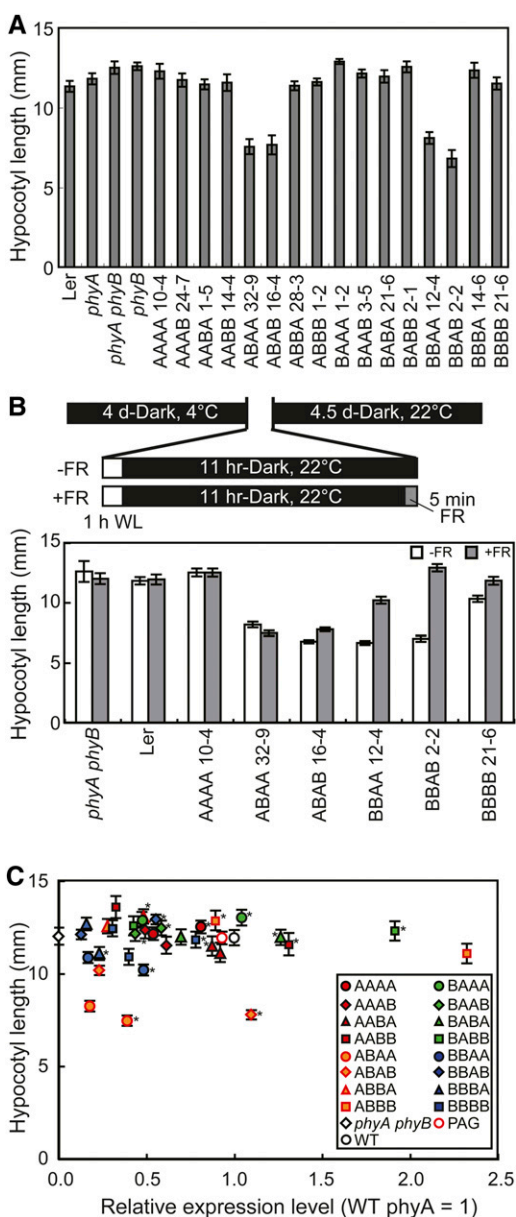 A
Hypocotyl length (mm)
15
10
5
0
Ler
phyA
phyA phyB
phyB
AAAA 10-4
AAAB 24-7
AABA 1-5
AABB 14-4
ABAA 32-9
ABAB 16-4
ABBA 28-3
ABBB 1-2
BAAA 1-2
BAAB 3-5
BABA 21-6
BABB 2-1
BBAA 12-4
BBAB 2-2
BBBA 14-6
BBBB 21-6
B
4 d-Dark, 4°C
4.5 d-Dark, 22°C
-FR
11 hr-Dark, 22°C
+FR
11 hr-Dark, 22°C
5 min
FR
1 h WL
Hypocotyl length (mm)
15
10
5
0
-FR
+FR
phyA phyB
Ler
AAAA 10-4
ABAA 32-9
ABAB 16-4
BBAA 12-4
BBAB 2-2
BBBB 21-6
C
Hypocotyl length (mm)
15
10
5
0
AAAA
BAAA
AAAB
BAAB
AABA
BABA
AABB
BABB
ABAA
BBAA
ABAB
BBAB
ABBA
BBBA
ABBB
BBBB
phyA phyB
PAG
WT
0.0
0.5
1.0
1.5
2.0
2.5
Relative expression level (WT phyA = 1)